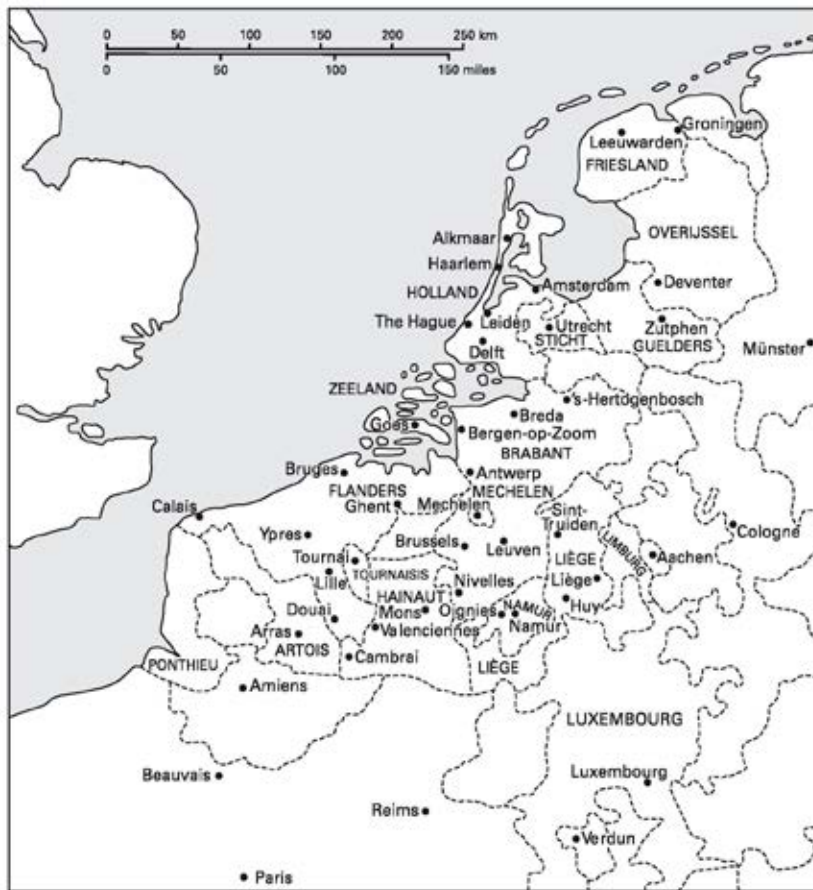 0 50 100 150 200 250 km
0 50 100 150 miles
Groningen
Leeuwarden
FRIESLAND
OVERIJSSEL
Alkmaar
Haarlem
Deventer
Amsterdam
HOLLAND
The Hague
Leiden
Utrecht
STICHT
Zutphen
GUELDERS
Delft
Münster
ZEELAND
's-Hertogenbosch
Breda
Goes
Bergen-op-Zoom
BRABANT
Bruges
Antwerp
FLANDERS
MECHELEN
Ghent
Mechelen
Sint-
Truiden
Calais
Cologne
Ypres
Brussels
Leuven
LIMBURG
Aachen
Tournai
TOURNAISIS
LIÈGE
Lille
Nivelles
Liège
HAINAUT
Douai
Mons
Oignies
NAMUR
Namur
Huy
Valenciennes
Arras
ARTOIS
Cambrai
PONTHIEU
LIÈGE
Amiens
LUXEMBOURG
Beauvais
Luxembourg
Reims
Verdun
Paris